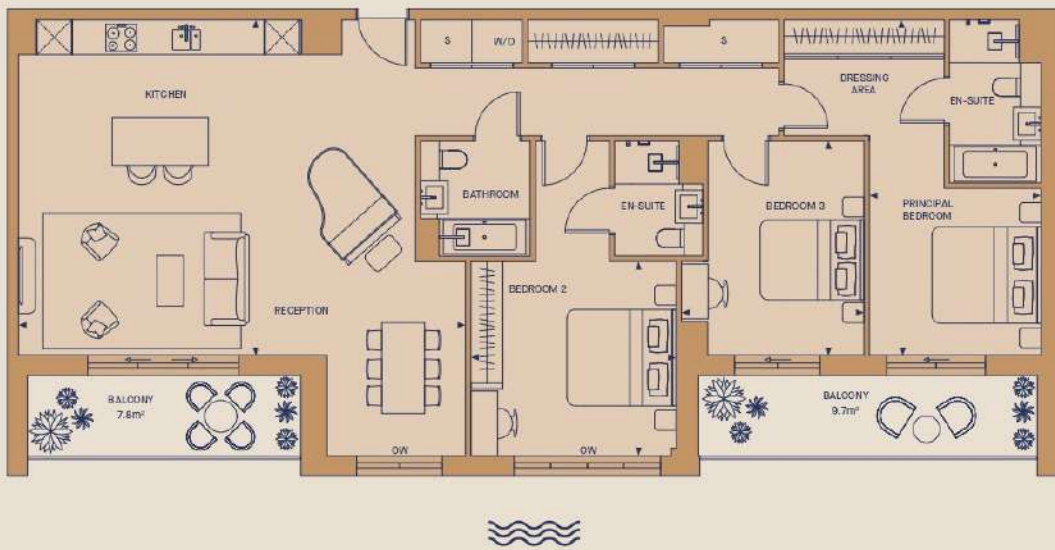 S
W/D
S
DRESSING
AREA
KITCHEN
EN-SUITE
BATHROOM
EN-SUITE
BEDROOM 3
PRINCIPAL
BEDROOM
BEDROOM 2
RECEPTION
BALCONY
7.8m²
BALCONY
9.7m²
OW
OW